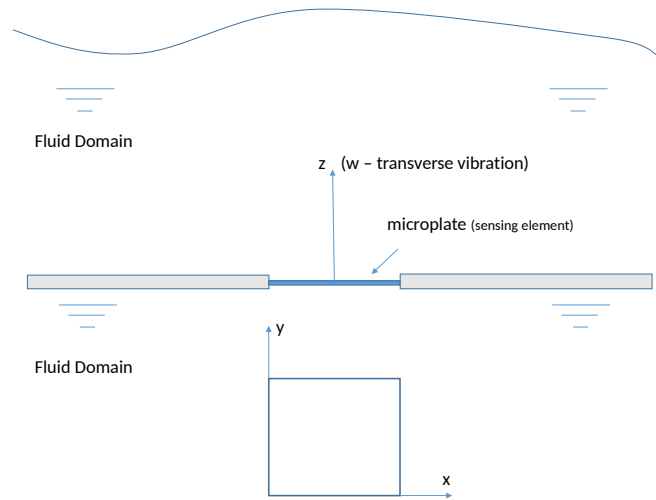 Fluid Domain
z (w – transverse vibration)
microplate (sensing element)
y
Fluid Domain
x